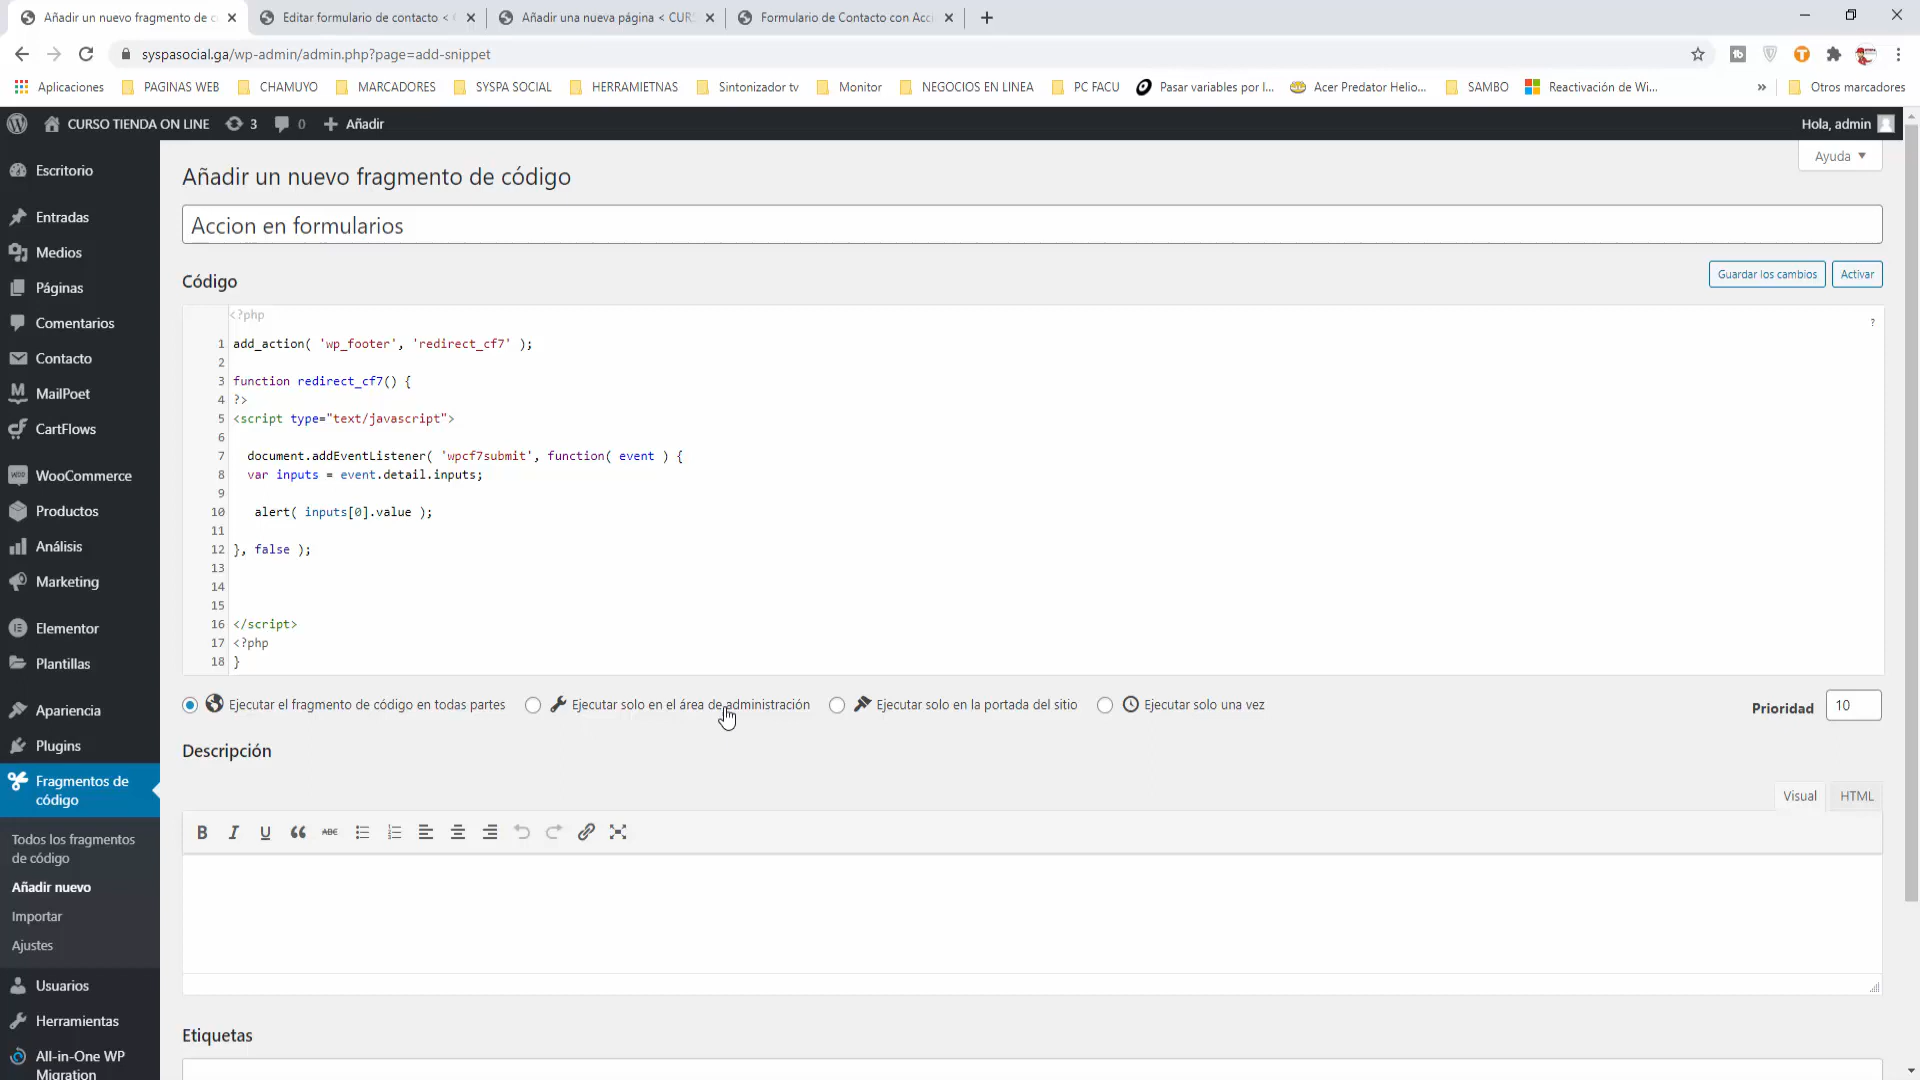 Añadir un nuevo fragmento de c
Editar formulario de contacto <
Añadir una nueva página < CUR
Formulario de Contacto con Acc
syspasocial.ga/wp-admin/admin.php?page=add-snippet
Aplicaciones
PAGINAS WEB
CHAMUYO
MARCADORES
SYSPA SOCIAL
HERRAMIETNAS
Sintonizador tv
Monitor
NEGOCIOS EN LINEA
PC FACU
Pasar variables por l...
Acer Predator Helio...
SAMBO
Reactivación de Wi...
»
Otros marcadores
CURSO TIENDA ON LINE
3
0
Añadir
Hola, admin
Escritorio
Entradas
Medios
Páginas
Comentarios
Contacto
MailPoet
CartFlows
WooCommerce
Productos
Análisis
Marketing
Elementor
Plantillas
Apariencia
Plugins
Fragmentos de
código
Todos los fragmentos
de código
Añadir nuevo
Importar
Ajustes
Usuarios
Herramientas
All-in-One WP
Migration
Ayuda
Añadir un nuevo fragmento de código
Accion en formularios
Código
Guardar los cambios
Activar
<?php
?
1 add_action( 'wp_footer', 'redirect_cf7' );
2
3 function redirect_cf7() {
4 ?>
5 <script type="text/javascript">
6
7 document.addEventListener( 'wpcf7submit', function( event ) {
8 var inputs = event.detail.inputs;
9
10 alert( inputs[0].value );
11
12 }, false );
13
14
15
16 </script>
17 <?php
18 }
Ejecutar el fragmento de código en todas partes
Ejecutar solo en el área de administración
Ejecutar solo en la portada del sitio
Ejecutar solo una vez
Prioridad
10
Descripción
Visual
HTML
B I U ABC
Etiquetas